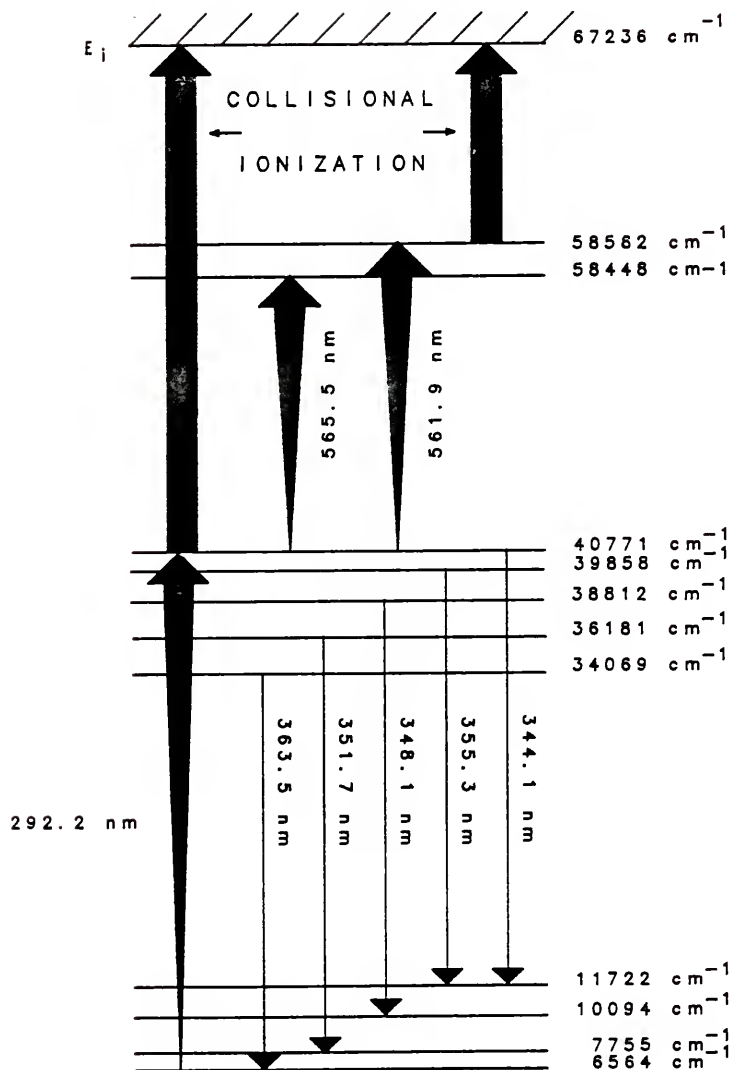 67236 cm⁻¹
E i
COLLISIONAL
IONIZATION
58562 cm⁻¹
58448 cm-1
565.5 nm
561.9 nm
40771 cm⁻¹
39858 cm⁻¹
38812 cm⁻¹
36181 cm⁻¹
34069 cm⁻¹
363.5 nm
351.7 nm
348.1 nm
355.3 nm
344.1 nm
292.2 nm
11722 cm⁻¹
10094 cm⁻¹
7755 cm⁻¹
6564 cm⁻¹